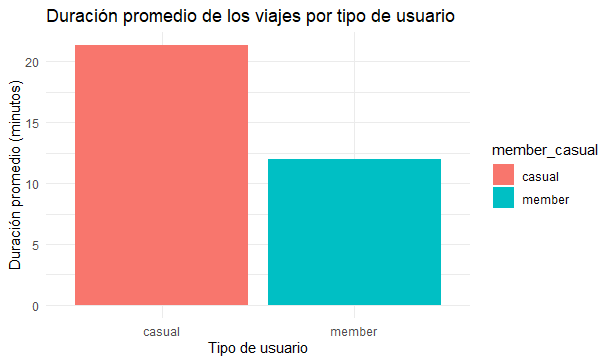 Duración promedio de los viajes por tipo de usuario
Duración promedio (minutos)
20
15
10
5
0
casual
member
Tipo de usuario
member_casual
casual
member